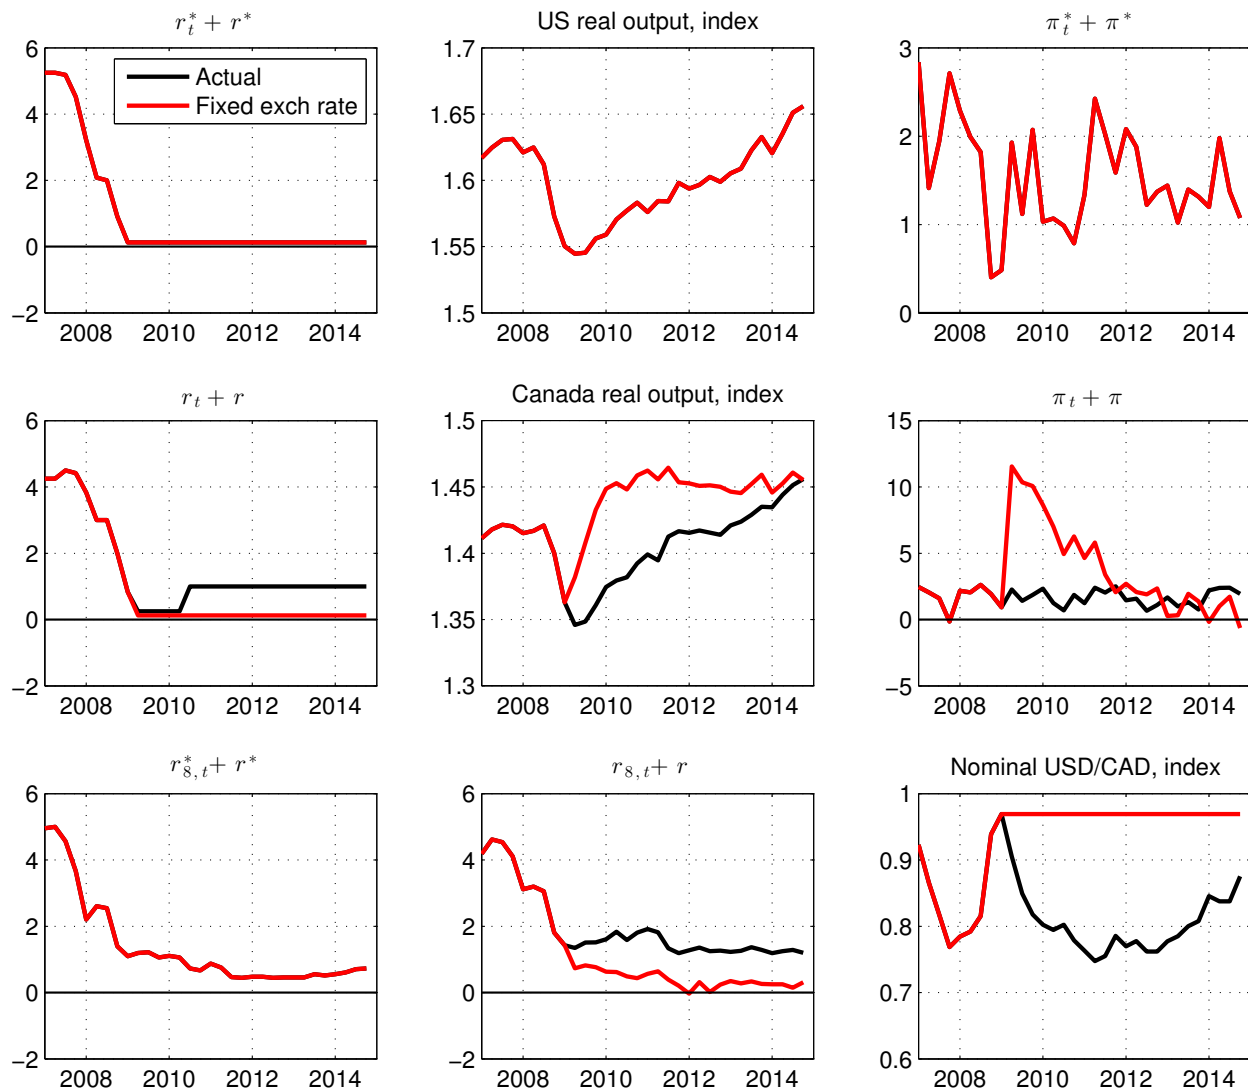 r*t + r*
US real output, index
π*t + π*
6
4
2
0
−2
2008 2010 2012 2014
Actual
Fixed exch rate
1.7
1.65
1.6
1.55
1.5
2008 2010 2012 2014
3
2
1
0
2008 2010 2012 2014
rt + r
Canada real output, index
πt + π
6
4
2
0
−2
2008 2010 2012 2014
1.5
1.45
1.4
1.35
1.3
2008 2010 2012 2014
15
10
5
0
−5
2008 2010 2012 2014
r*8,t + r*
r8,t + r
Nominal USD/CAD, index
6
4
2
0
−2
2008 2010 2012 2014
6
4
2
0
−2
2008 2010 2012 2014
1
0.9
0.8
0.7
0.6
2008 2010 2012 2014